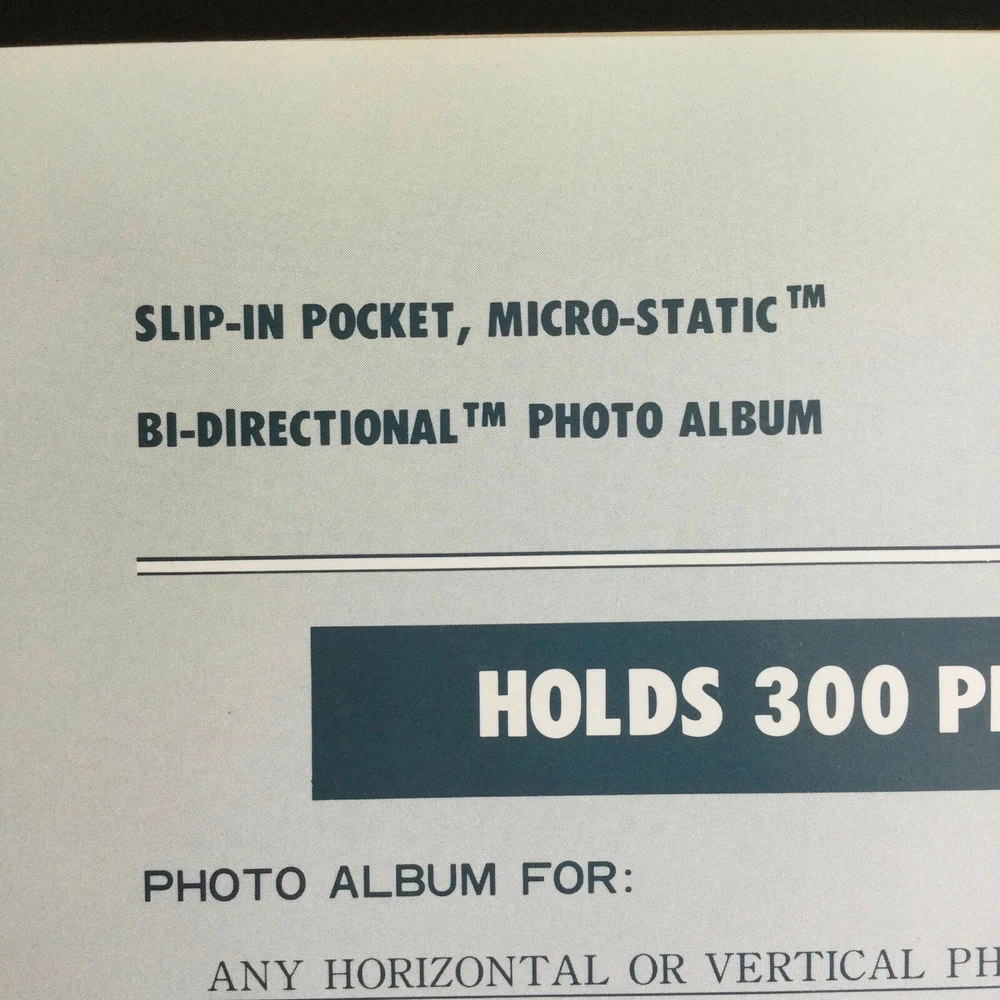 SLIP-IN POCKET, MICRO-STATIC™
BI-DIRECTIONAL™ PHOTO ALBUM
HOLDS 300
PHOTO ALBUM FOR:
ANY HORIZONTAL OR VERTICAL